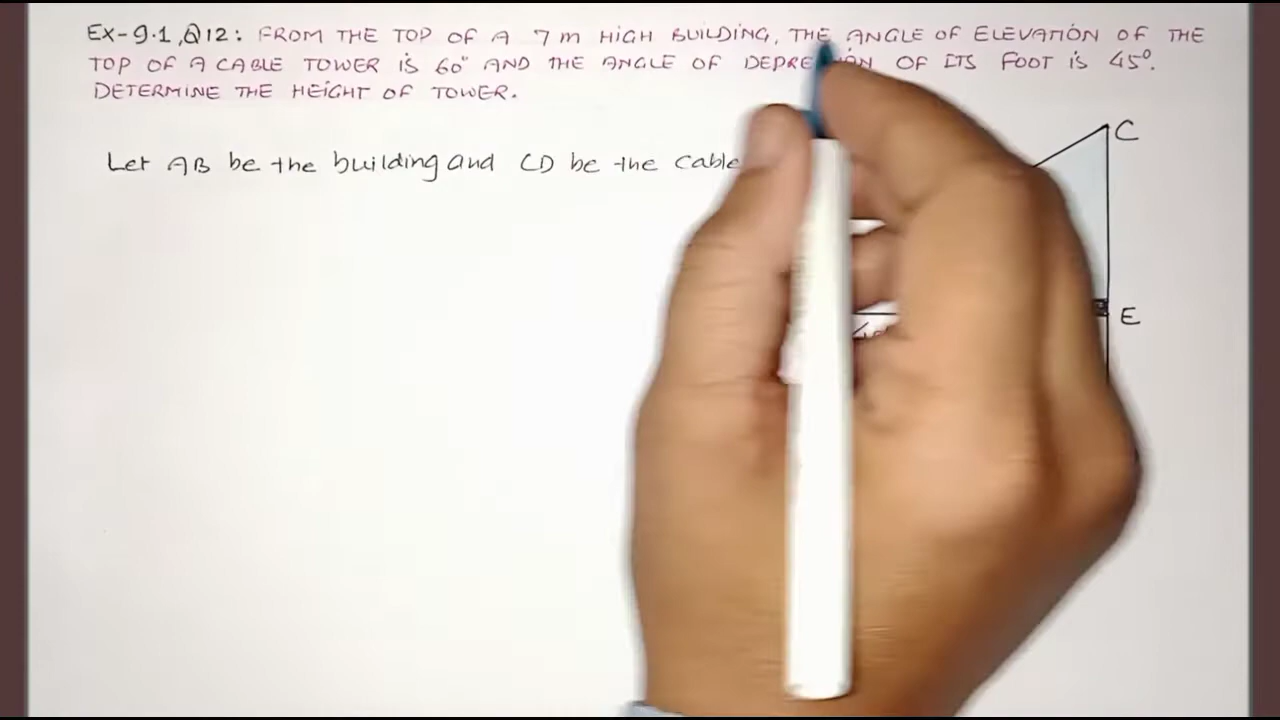 Ex-9.1,Q12: FROM THE TOP OF A 7 m HIGH BUILDING, THE ANGLE OF ELEVATION OF THE
TOP OF A CABLE TOWER is 60° AND THE ANGLE OF OF ITS FOOT is 45°.
DETERMINE THE HEIGHT OF TOWER.
C
Let AB be the building and CD be the cable
E